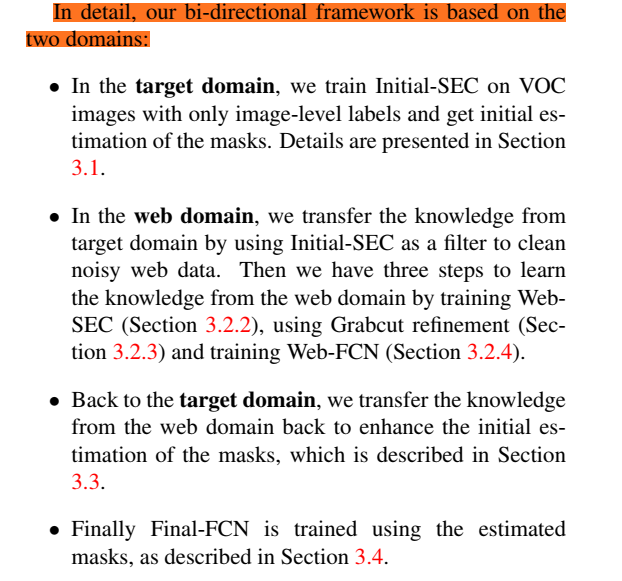 In detail, our bi-directional framework is based on the
two domains:
• In the target domain, we train Initial-SEC on VOC
images with only image-level labels and get initial es-
timation of the masks. Details are presented in Section
3.1.
• In the web domain, we transfer the knowledge from
target domain by using Initial-SEC as a filter to clean
noisy web data. Then we have three steps to learn
the knowledge from the web domain by training Web-
SEC (Section 3.2.2), using Grabcut refinement (Sec-
tion 3.2.3) and training Web-FCN (Section 3.2.4).
• Back to the target domain, we transfer the knowledge
from the web domain back to enhance the initial es-
timation of the masks, which is described in Section
3.3.
• Finally Final-FCN is trained using the estimated
masks, as described in Section 3.4.